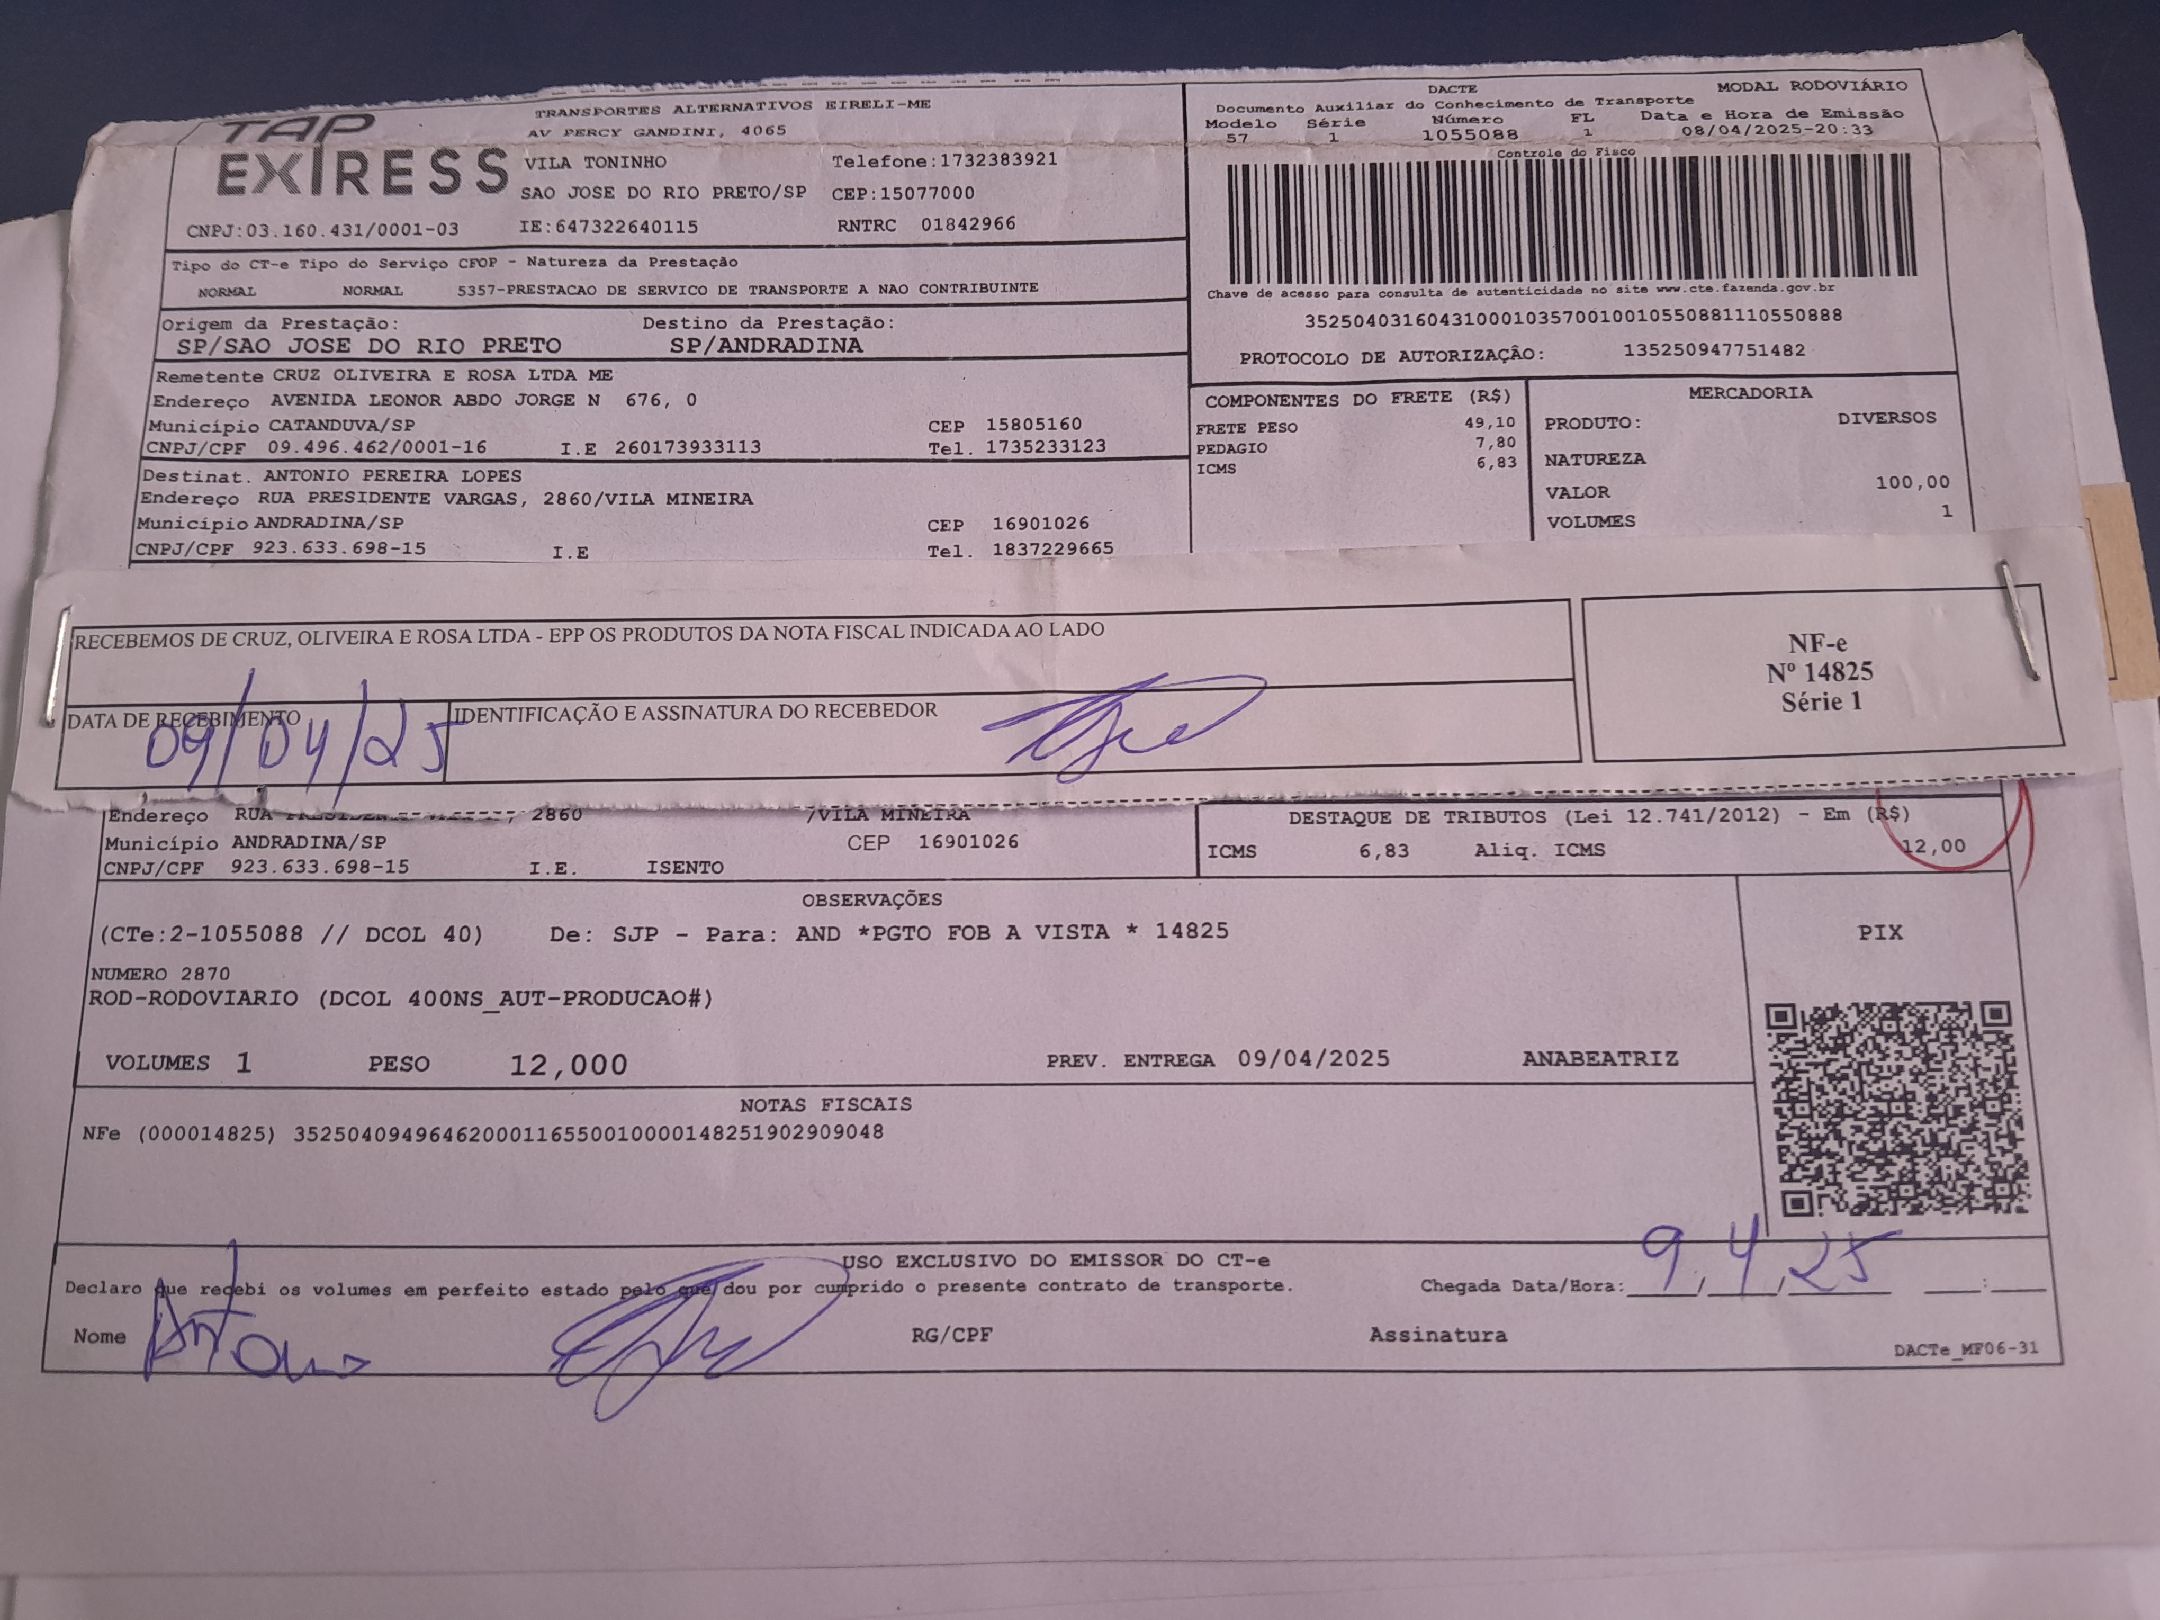 TAP
EXPRESS
TRANSPORTES ALTERNATIVOS EIRELI-ME
AV PERCY GANDINI, 4065
VILA TONINHO Telefone:1732383921
SAO JOSE DO RIO PRETO/SP CEP:15077000
CNPJ:03.160.431/0001-03 IE:647322640115 RNTRC 01842966
DACTE MODAL RODOVIÁRIO
Documento Auxiliar do Conhecimento de Transporte
Modelo Série Número FL Data e Hora de Emissão
57 1 1055088 1 08/04/2025-20:33
Controle do Fisco
Chave de acesso para consulta de autenticidade no site www.cte.fazenda.gov.br
35250403160431000103570010010550881110550888
PROTOCOLO DE AUTORIZAÇÃO: 135250947751482
Tipo do CT-e Tipo do Serviço CFOP - Natureza da Prestação
NORMAL NORMAL 5357-PRESTACAO DE SERVICO DE TRANSPORTE A NAO CONTRIBUINTE
Origem da Prestação: Destino da Prestação:
SP/SAO JOSE DO RIO PRETO SP/ANDRADINA
Remetente CRUZ OLIVEIRA E ROSA LTDA ME
Endereço AVENIDA LEONOR ABDO JORGE N 676, 0
Município CATANDUVA/SP CEP 15805160
CNPJ/CPF 09.496.462/0001-16 I.E 260173933113 Tel. 1735233123
Destinat. ANTONIO PEREIRA LOPES
Endereço RUA PRESIDENTE VARGAS, 2860/VILA MINEIRA
Município ANDRADINA/SP CEP 16901026
CNPJ/CPF 923.633.698-15 I.E Tel. 1837229665
COMPONENTES DO FRETE (R$)
FRETE PESO 49,10
PEDAGIO 7,80
ICMS 6,83
MERCADORIA
PRODUTO: DIVERSOS
NATUREZA
VALOR 100,00
VOLUMES 1
RECEBEMOS DE CRUZ, OLIVEIRA E ROSA LTDA - EPP OS PRODUTOS DA NOTA FISCAL INDICADA AO LADO
DATA DE RECEBIMENTO IDENTIFICAÇÃO E ASSINATURA DO RECEBEDOR
09/04/25
NF-e
Nº 14825
Série 1
Endereço RUA , 2860 /VILA MINEIRA
Município ANDRADINA/SP CEP 16901026
CNPJ/CPF 923.633.698-15 I.E. ISENTO
DESTAQUE DE TRIBUTOS (Lei 12.741/2012) - Em (R$)
ICMS 6,83 Aliq. ICMS 12,00
OBSERVAÇÕES
(CTe:2-1055088 // DCOL 40) De: SJP - Para: AND *PGTO FOB A VISTA * 14825
NUMERO 2870
ROD-RODOVIARIO (DCOL 400NS_AUT-PRODUCAO#)
VOLUMES 1 PESO 12,000 PREV. ENTREGA 09/04/2025 ANABEATRIZ
PIX
NOTAS FISCAIS
NFe (000014825) 35250409496462000116550010000148251902909048
USO EXCLUSIVO DO EMISSOR DO CT-e
Declaro que recebi os volumes em perfeito estado pelo que dou por cumprido o presente contrato de transporte. Chegada Data/Hora: 9/4/25 __:__
Nome Antonio RG/CPF Assinatura
DACTe_MF06-31